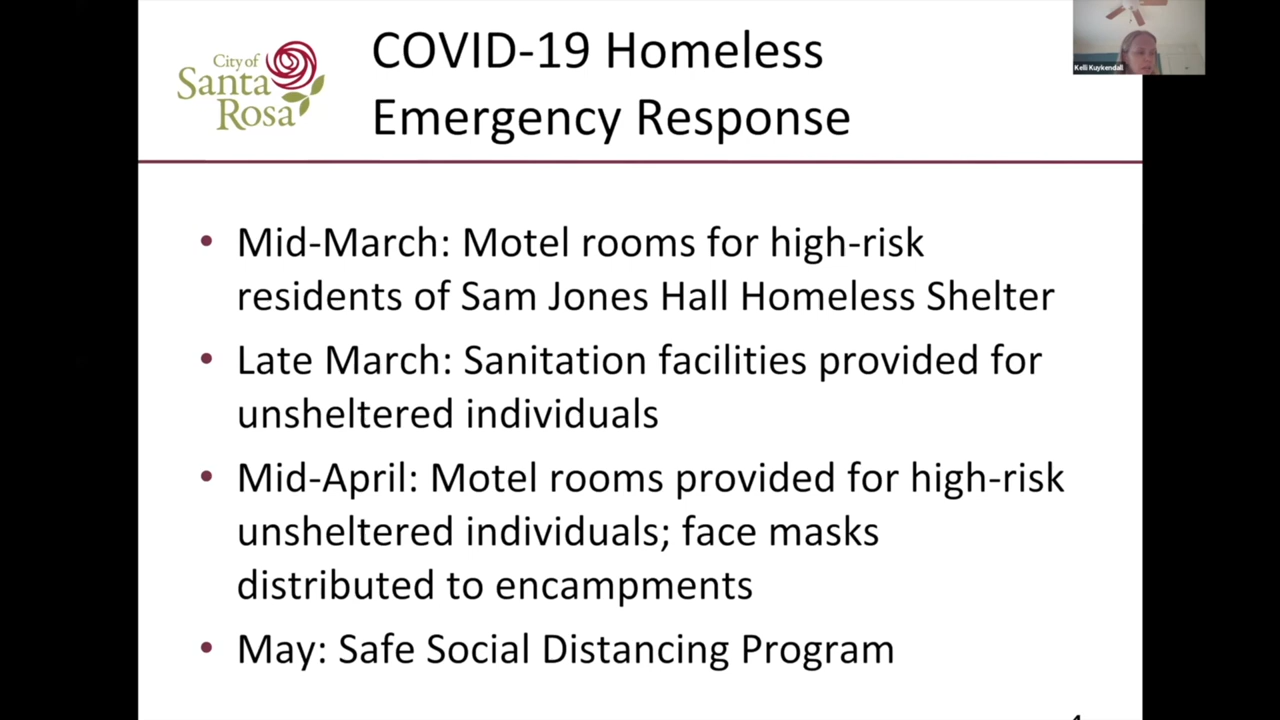 City of
Santa
Rosa
COVID-19 Homeless
Emergency Response
Kelli Kuykendall
• Mid-March: Motel rooms for high-risk
residents of Sam Jones Hall Homeless Shelter
• Late March: Sanitation facilities provided for
unsheltered individuals
• Mid-April: Motel rooms provided for high-risk
unsheltered individuals; face masks
distributed to encampments
• May: Safe Social Distancing Program